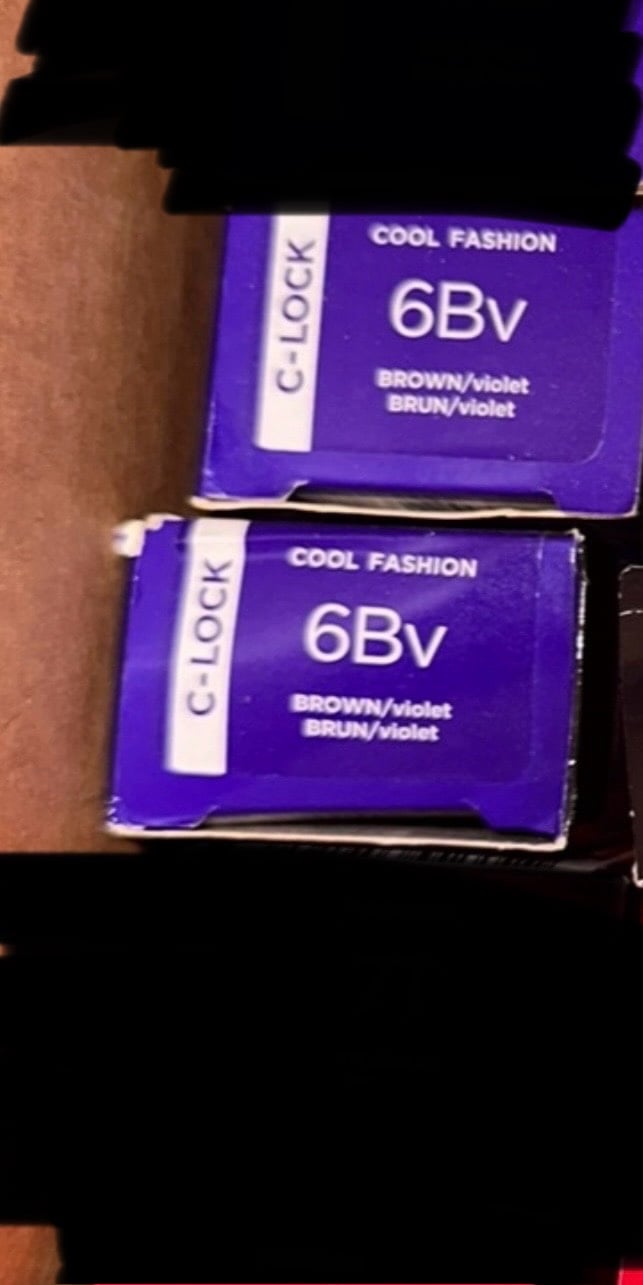 C-LOCK
COOL FASHION
6Bv
BROWN/violet
BRUN/violet
C-LOCK
COOL FASHION
6Bv
BROWN/violet
BRUN/violet